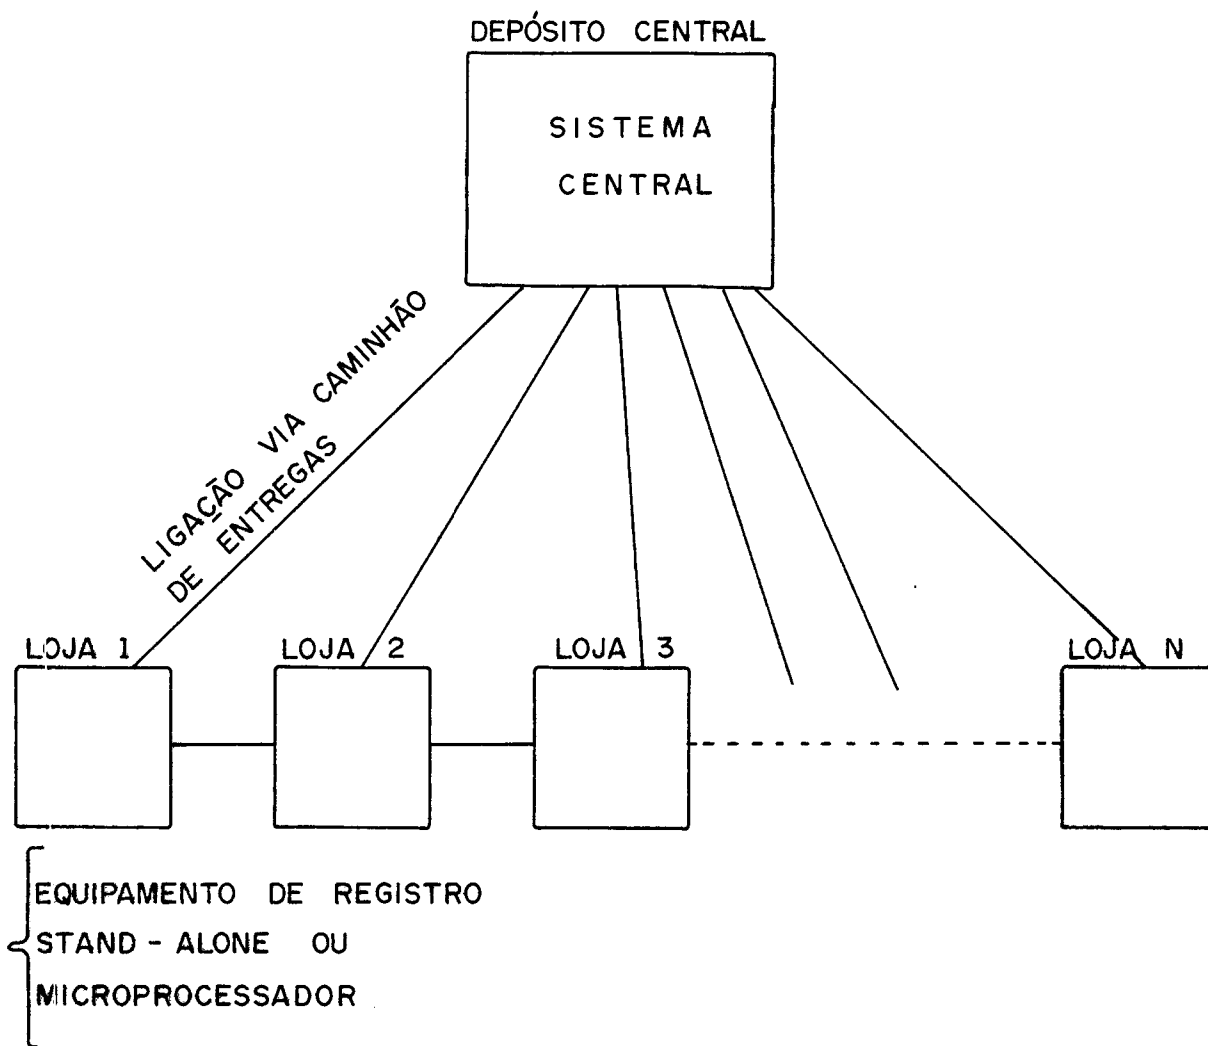 DEPÓSITO CENTRAL
SISTEMA
CENTRAL
LIGAÇÃO VIA CAMINHÃO
DE ENTREGAS
LOJA 1
LOJA 2
LOJA 3
LOJA N
EQUIPAMENTO DE REGISTRO
STAND - ALONE OU
MICROPROCESSADOR